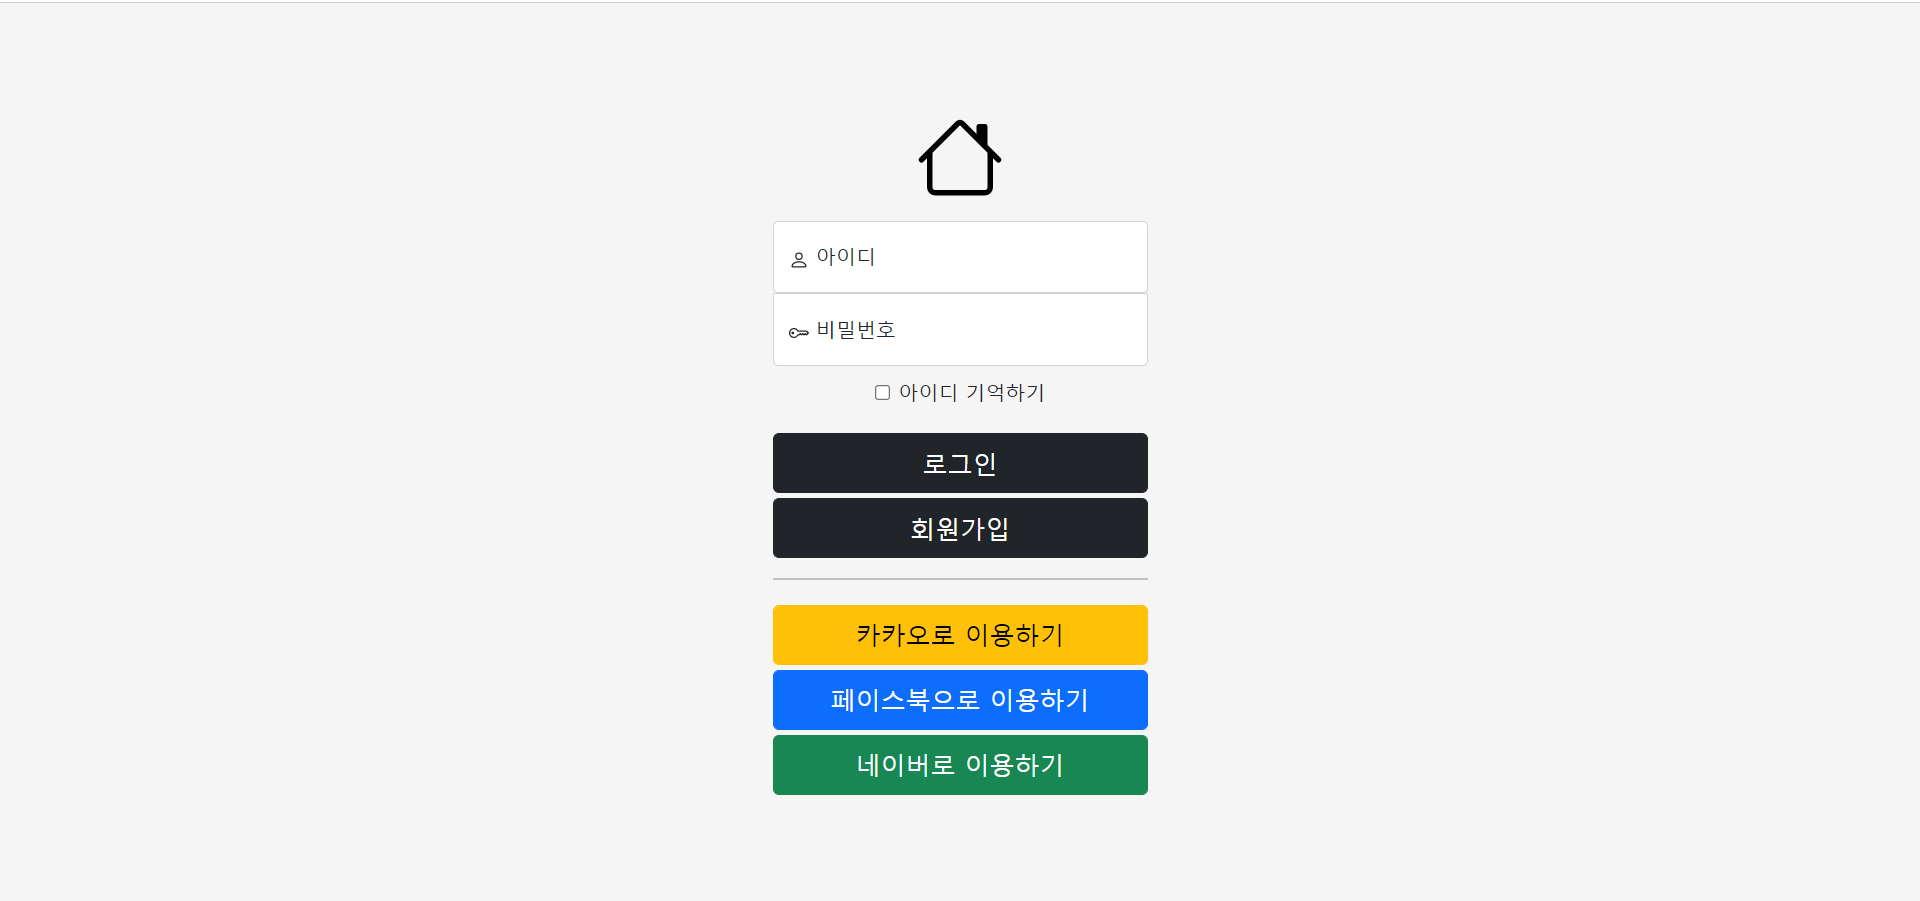 아이디
비밀번호
아이디 기억하기
로그인
회원가입
카카오로 이용하기
페이스북으로 이용하기
네이버로 이용하기